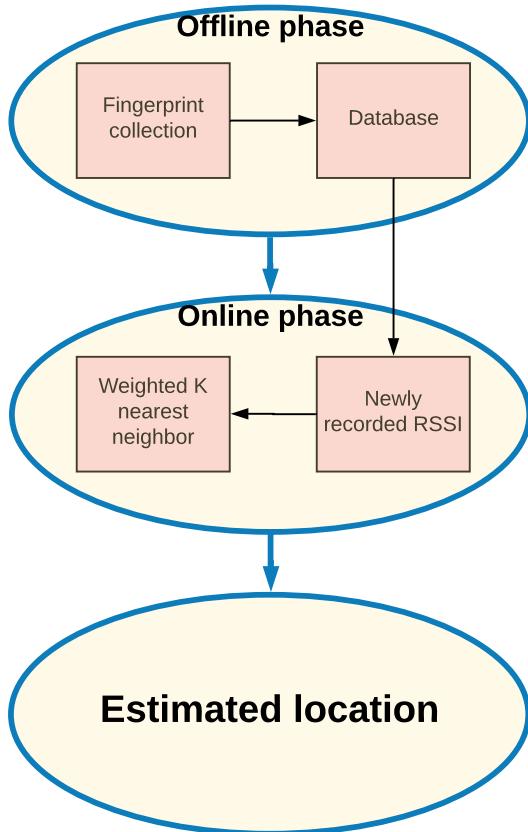 Offline phase
Fingerprint
collection
Database
Online phase
Weighted K
nearest
neighbor
Newly
recorded RSSI
Estimated location